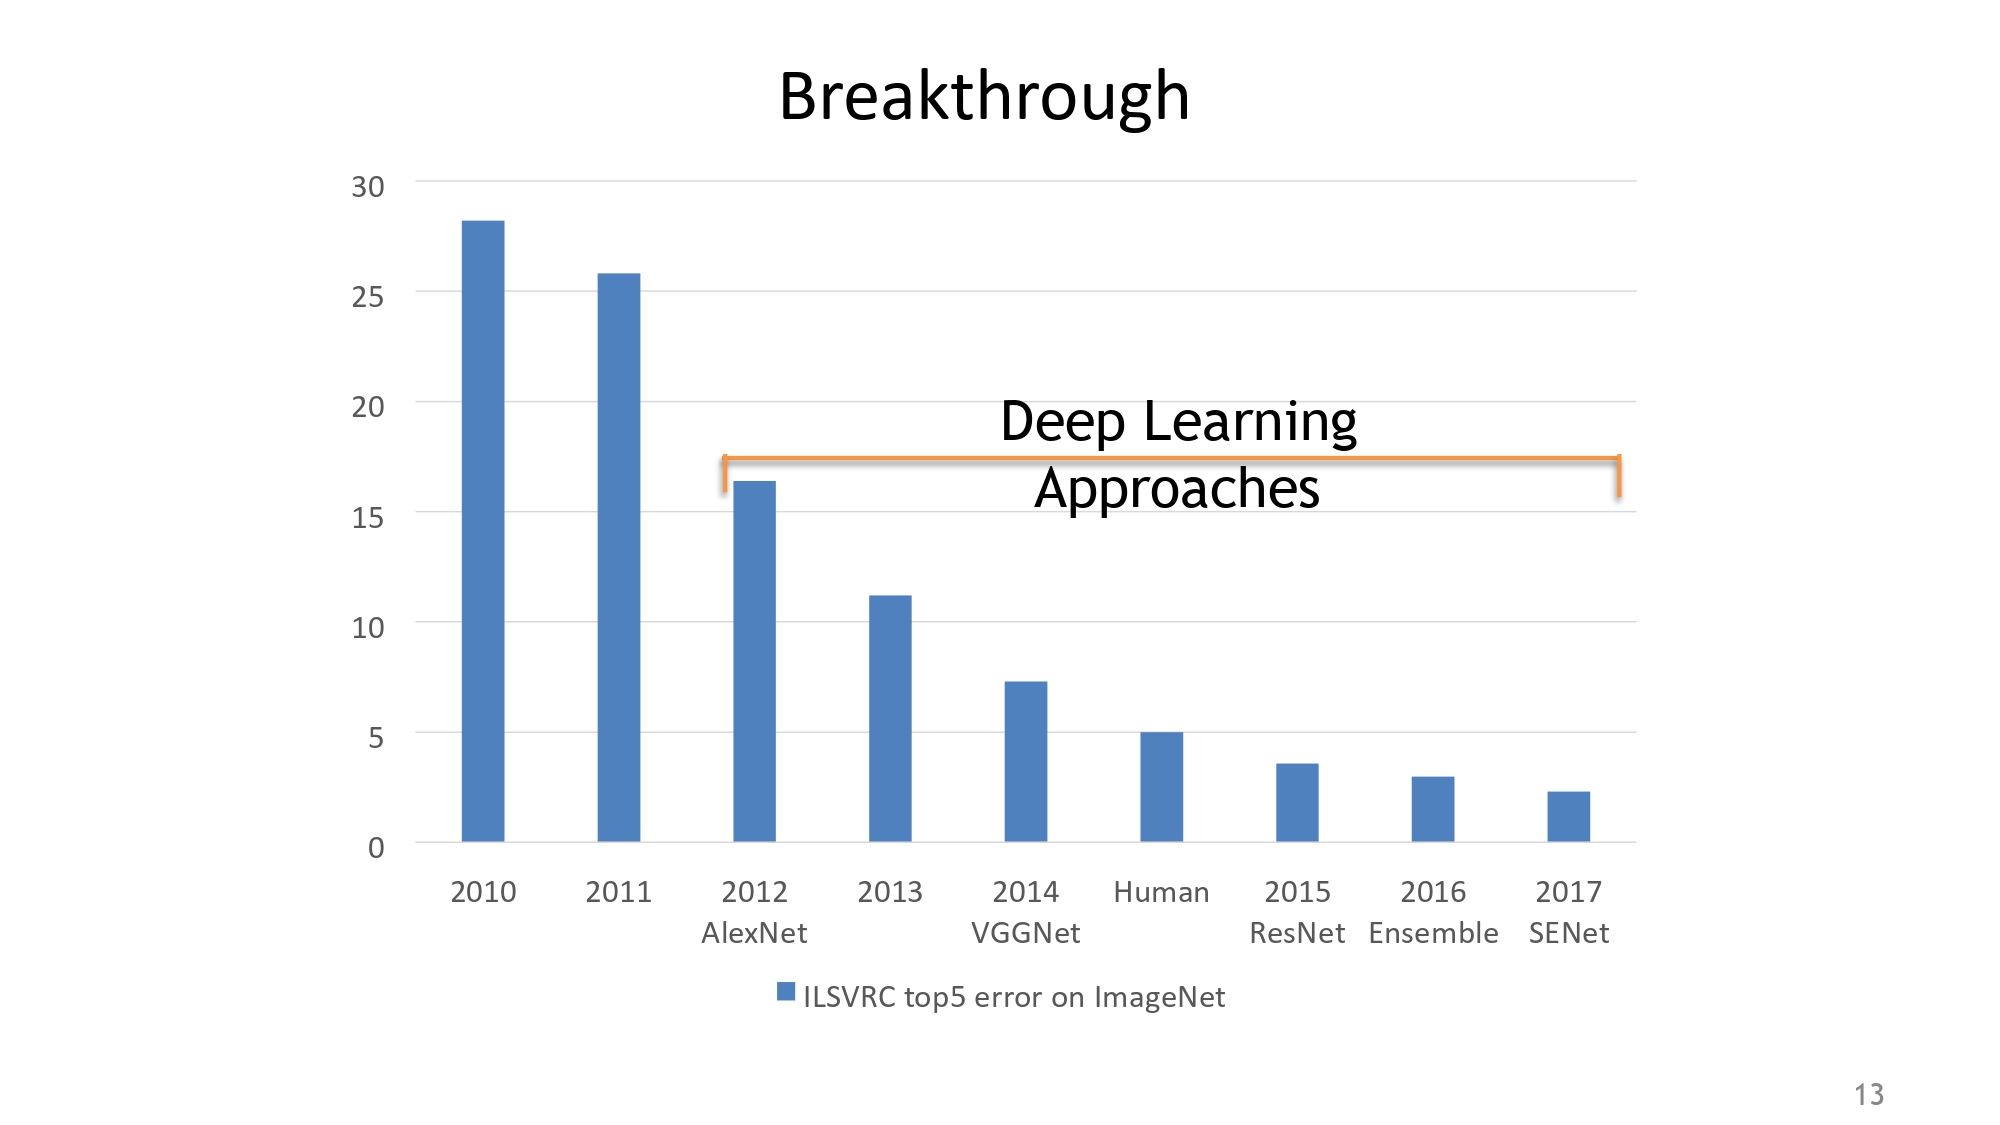 Breakthrough
30
25
20
15
10
5
0
Deep Learning
Approaches
2010
2011
2012
AlexNet
2013
2014
VGGNet
Human
2015
ResNet
2016
Ensemble
2017
SENet
ILSVRC top5 error on ImageNet
13